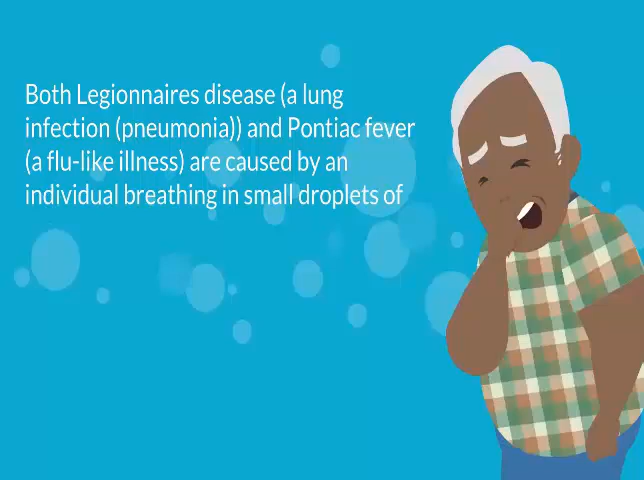 Both Legionnaires disease (a lung
infection (pneumonia)) and Pontiac fever
(a flu-like illness) are caused by an
individual breathing in small droplets of